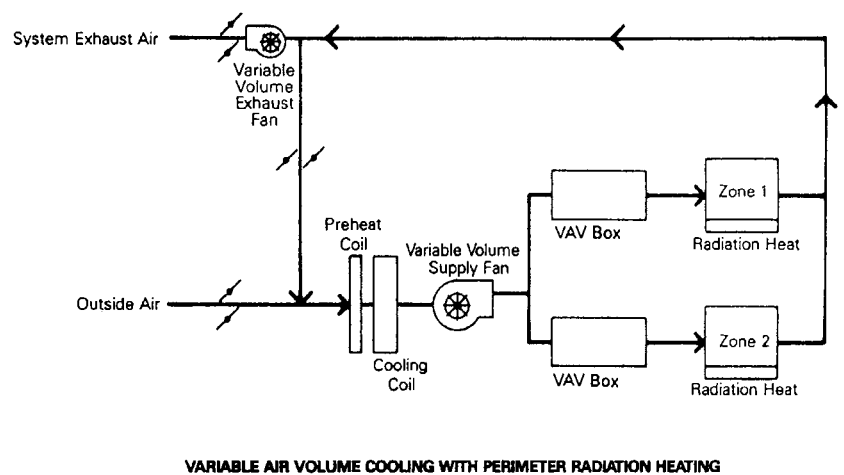 System Exhaust Air
Variable
Volume
Exhaust
Fan
Preheat
Coil
Variable Volume
Supply Fan
VAV Box
Zone 1
Radiation Heat
Outside Air
Cooling
Coil
VAV Box
Zone 2
Radiation Heat
VARIABLE AIR VOLUME COOLING WITH PERIMETER RADIATION HEATING